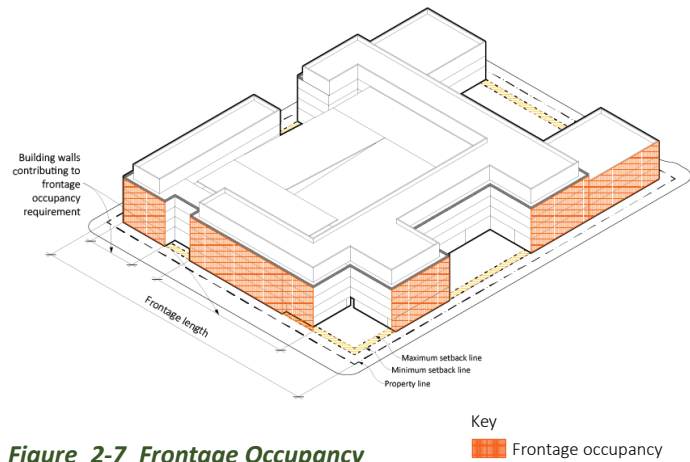 Building walls
contributing to
frontage
occupancy
requirement
Frontage length
Maximum setback line
Minimum setback line
Property line
Key
Frontage occupancy
Figure 2-7 Frontage Occupancy